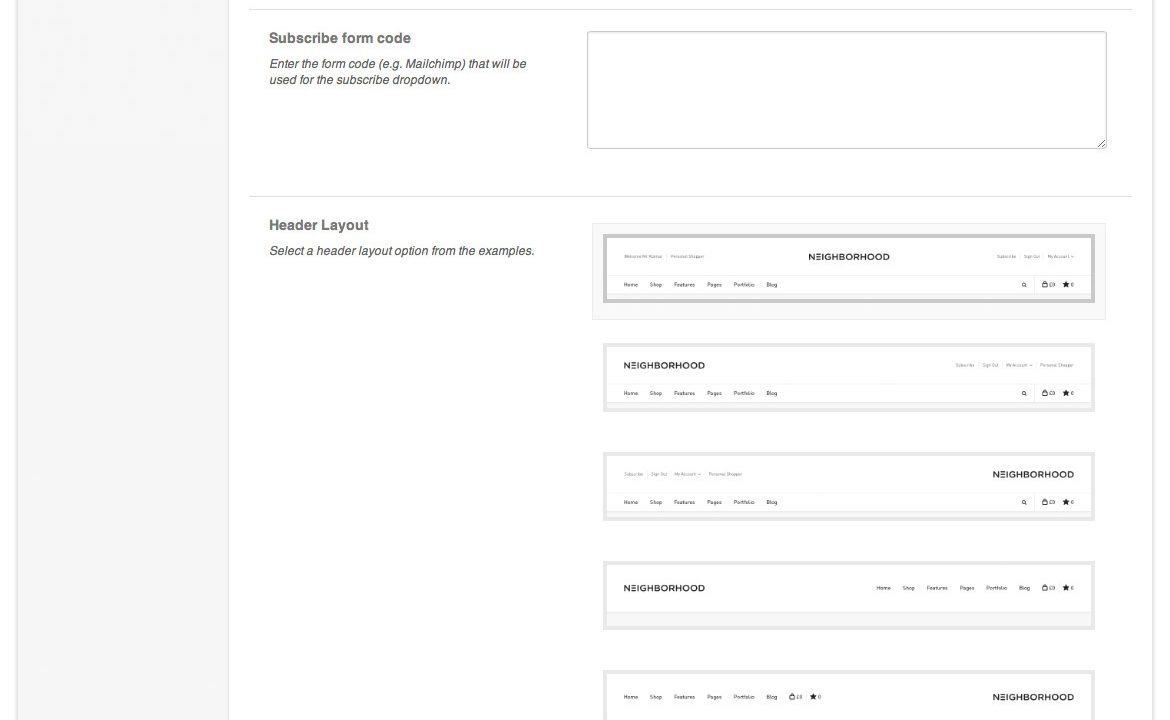 Subscribe form code
Enter the form code (e.g. Mailchimp) that will be
used for the subscribe dropdown.
Header Layout
Select a header layout option from the examples.
Personal Shopper
NEIGHBORHOOD
Subscribe Sign Out My Account
Home Shop Features Pages Portfolio Blog
£0 0
NEIGHBORHOOD
Subscribe Sign Out My Account Personal Shopper
Home Shop Features Pages Portfolio Blog
£0 0
Subscribe Sign Out My Account Personal Shopper
NEIGHBORHOOD
Home Shop Features Pages Portfolio Blog
£0 0
NEIGHBORHOOD
Home Shop Features Pages Portfolio Blog £0 0
Home Shop Features Pages Portfolio Blog £0 0
NEIGHBORHOOD